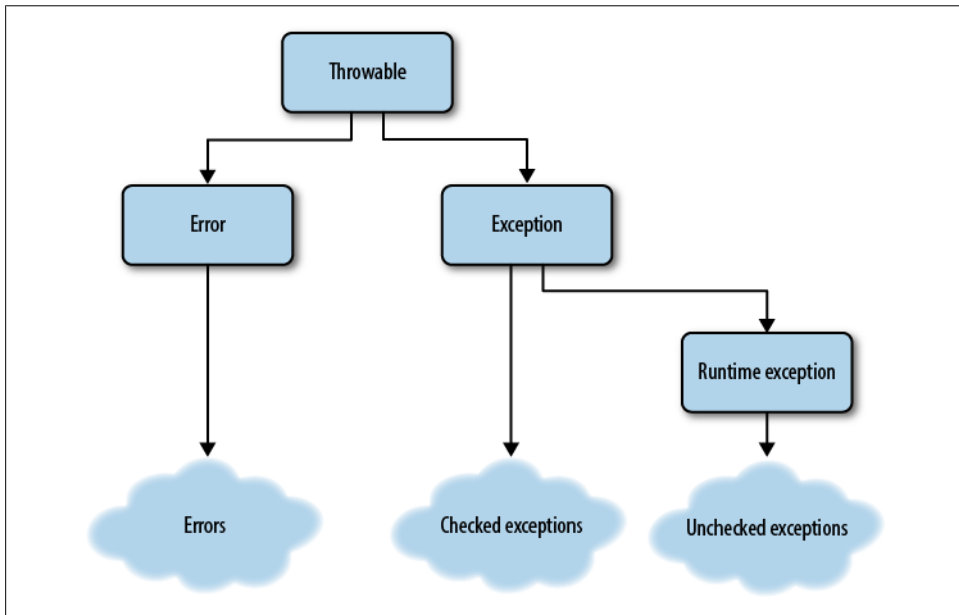 Throwable
Error
Exception
Runtime exception
Errors
Checked exceptions
Unchecked exceptions